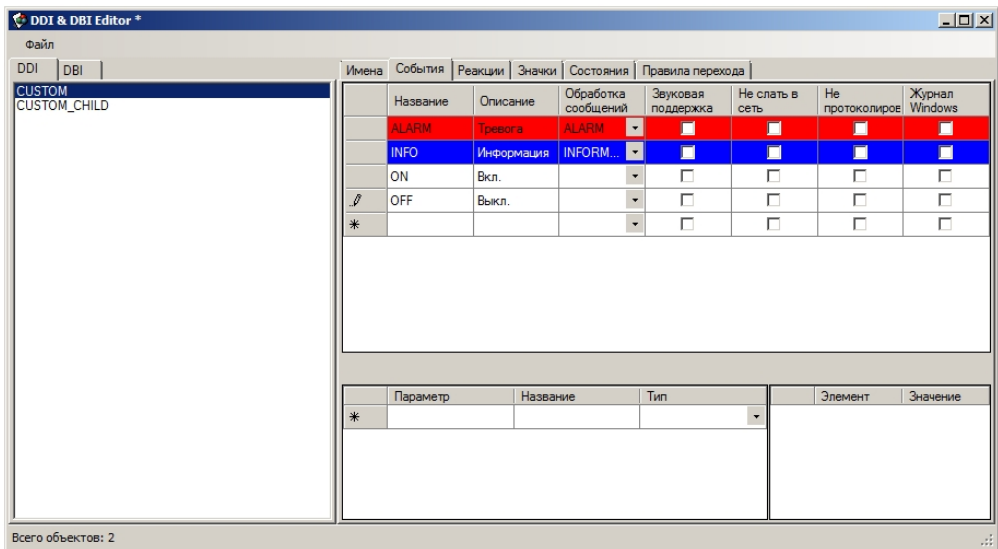 DDI & DBI Editor *
Файл
DDI DBI
Имена События Реакции Значки Состояния Правила перехода
CUSTOM
CUSTOM_CHILD
Название Описание Обработка сообщений Звуковая поддержка Не слать в сеть Не протоколиров Журнал Windows
ALARM Тревога ALARM
INFO Информация INFORM...
ON Вкл.
OFF Выкл.
Параметр Название Тип Элемент Значение
Всего объектов: 2